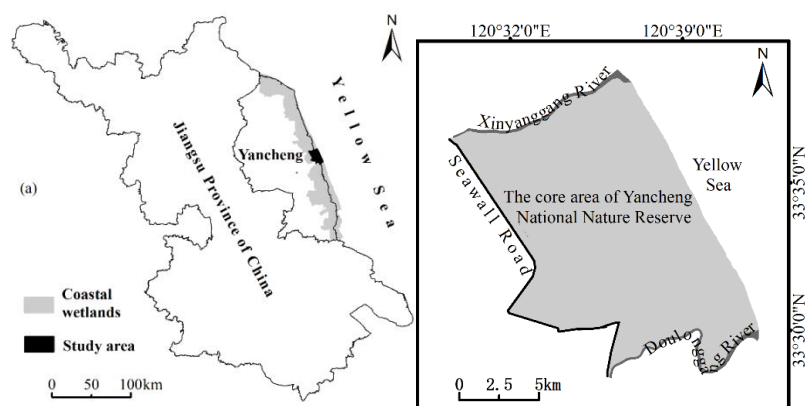 N
Yellow Sea
Jiangsu Province of China
Yancheng
(a)
Coastal
wetlands
Study area
0 50 100km
120°32'0"E 120°39'0"E
N
Xinyanggang River
Seawall Road
Yellow
Sea
The core area of Yancheng
National Nature Reserve
33°35'0"N
33°30'0"N
Doulonggang River
0 2.5 5km